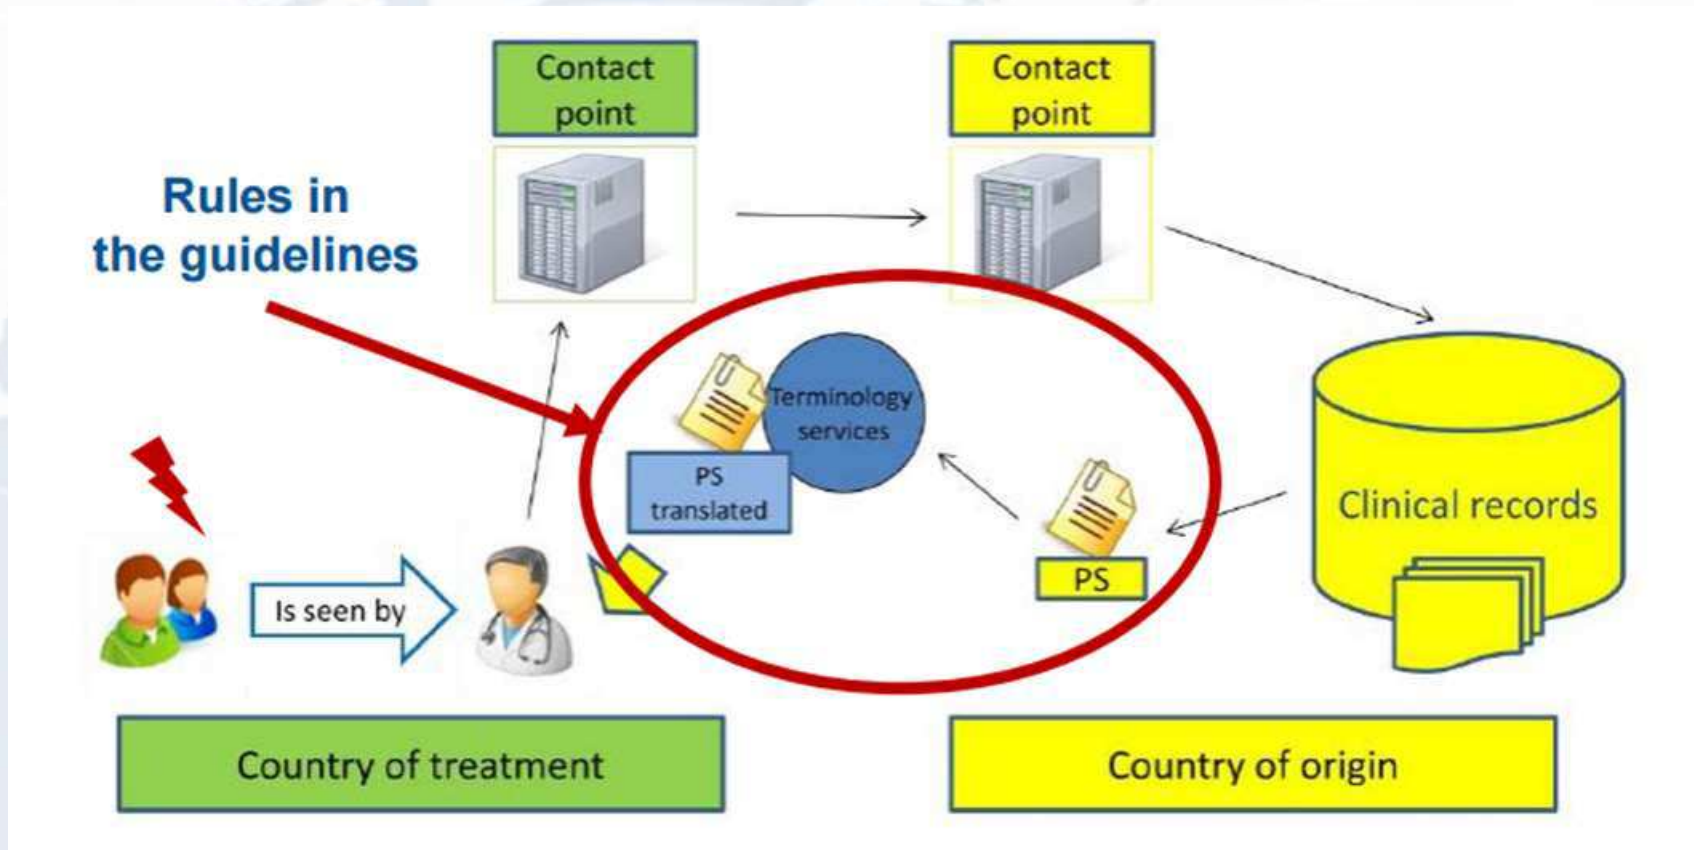 Contact
point
Contact
point
Rules in
the guidelines
Terminology
services
PS
translated
Clinical records
PS
Is seen by
Country of treatment
Country of origin